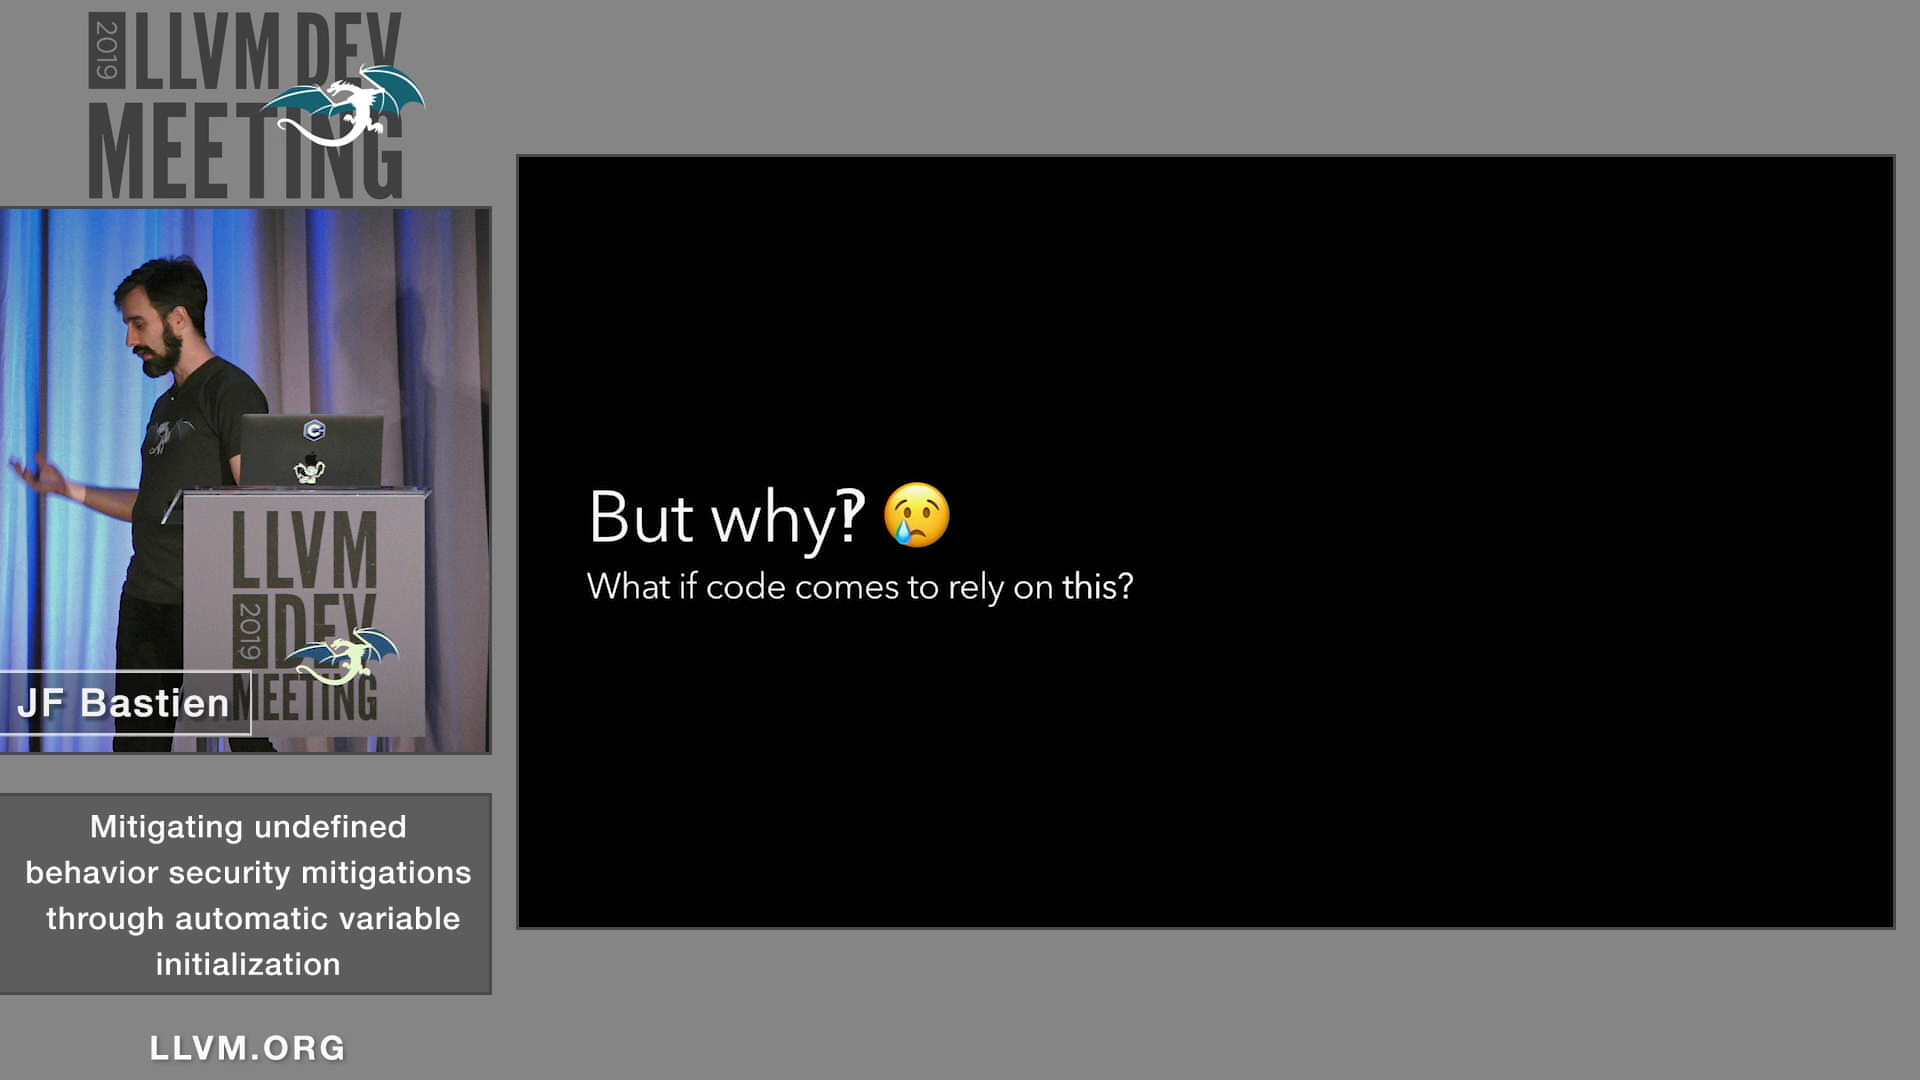 2019 LLVM DEV
MEETING
LLVM
2019 DEV
MEETING
JF Bastien
Mitigating undefined
behavior security mitigations
through automatic variable
initialization
LLVM.ORG
But why‽ 😢
What if code comes to rely on this?